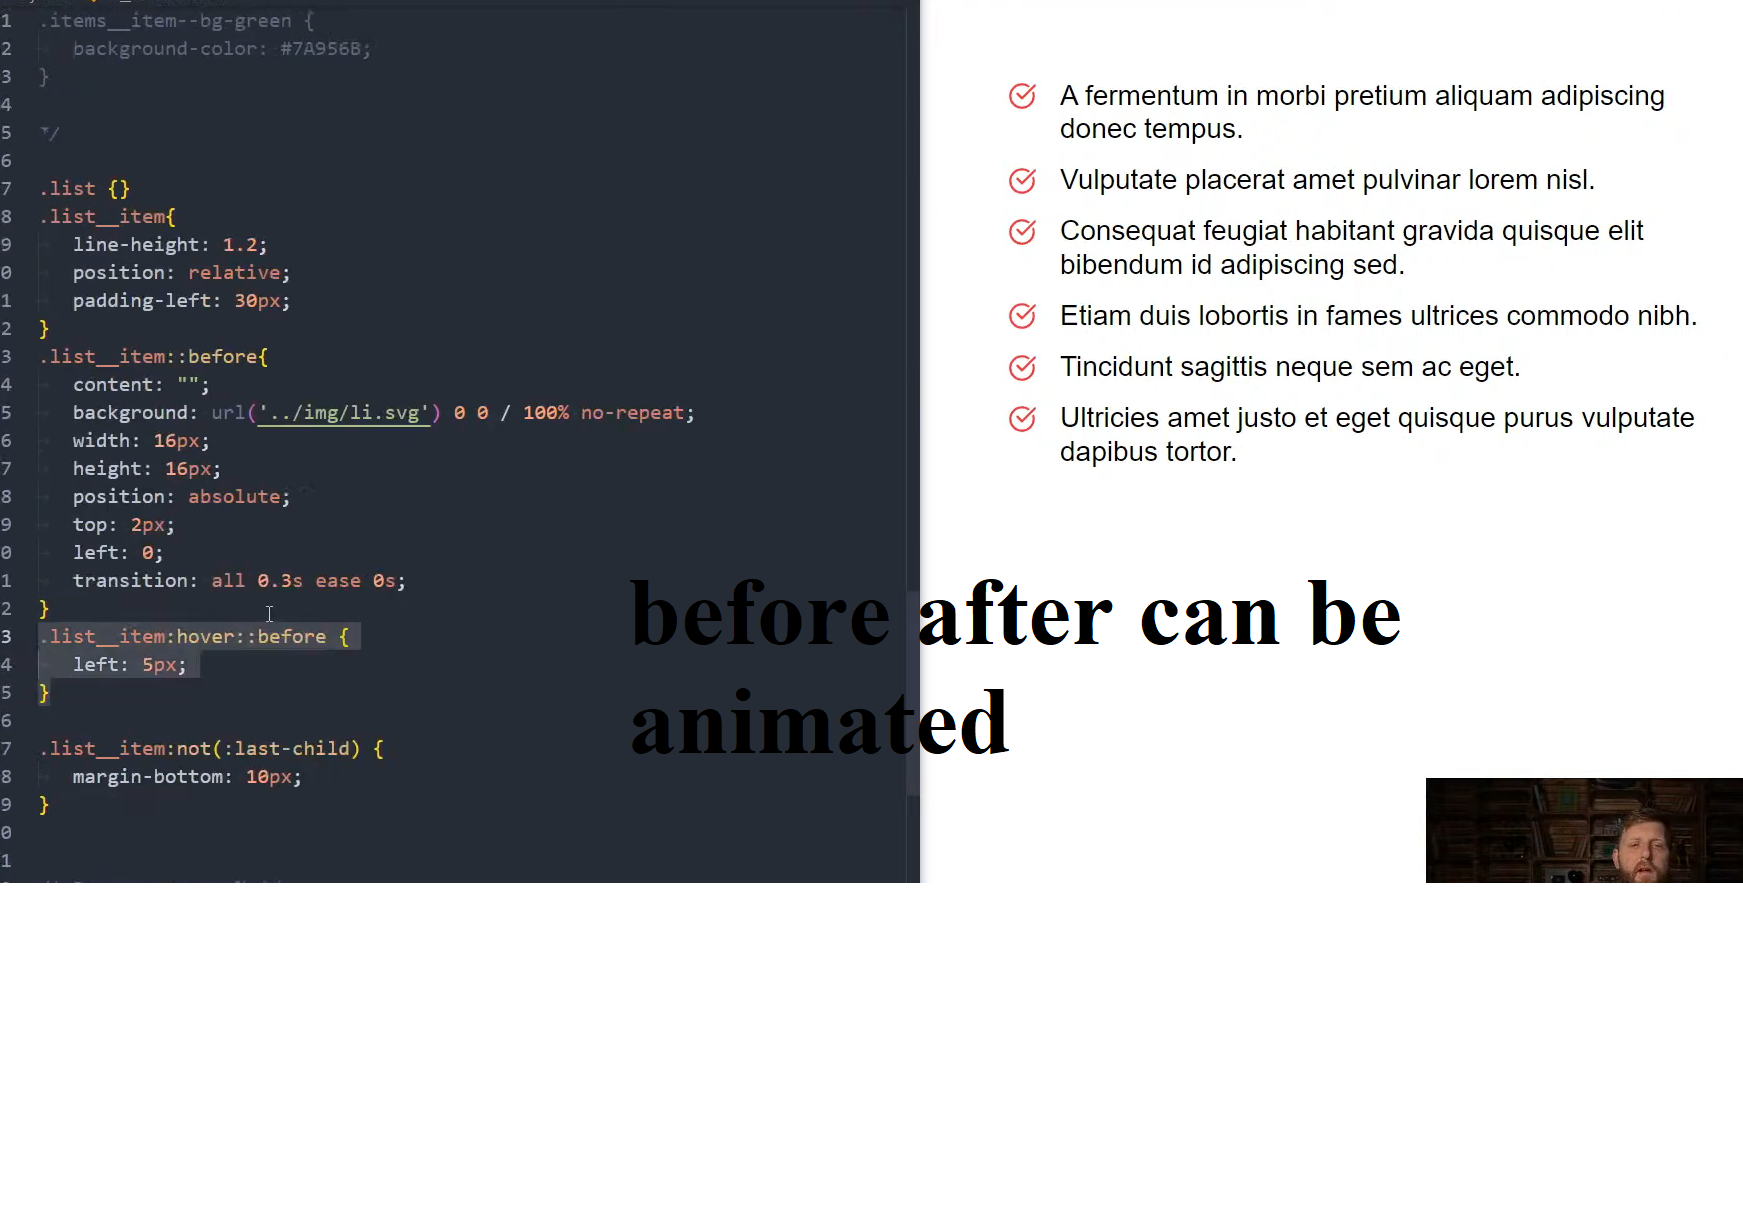 1 .items__item--bg-green {
2 background-color: #7A956B;
3 }
4
5 */
6
7 .list {}
8 .list__item{
9 line-height: 1.2;
0 position: relative;
1 padding-left: 30px;
2 }
3 .list__item::before{
4 content: "";
5 background: url('../img/li.svg') 0 0 / 100% no-repeat;
6 width: 16px;
7 height: 16px;
8 position: absolute;
9 top: 2px;
0 left: 0;
1 transition: all 0.3s ease 0s;
2 }
3 .list__item:hover::before {
4 left: 5px;
5 }
6
7 .list__item:not(:last-child) {
8 margin-bottom: 10px;
9 }
0
1
A fermentum in morbi pretium aliquam adipiscing
donec tempus.
Vulputate placerat amet pulvinar lorem nisl.
Consequat feugiat habitant gravida quisque elit
bibendum id adipiscing sed.
Etiam duis lobortis in fames ultrices commodo nibh.
Tincidunt sagittis neque sem ac eget.
Ultricies amet justo et eget quisque purus vulputate
dapibus tortor.
before after can be
animated